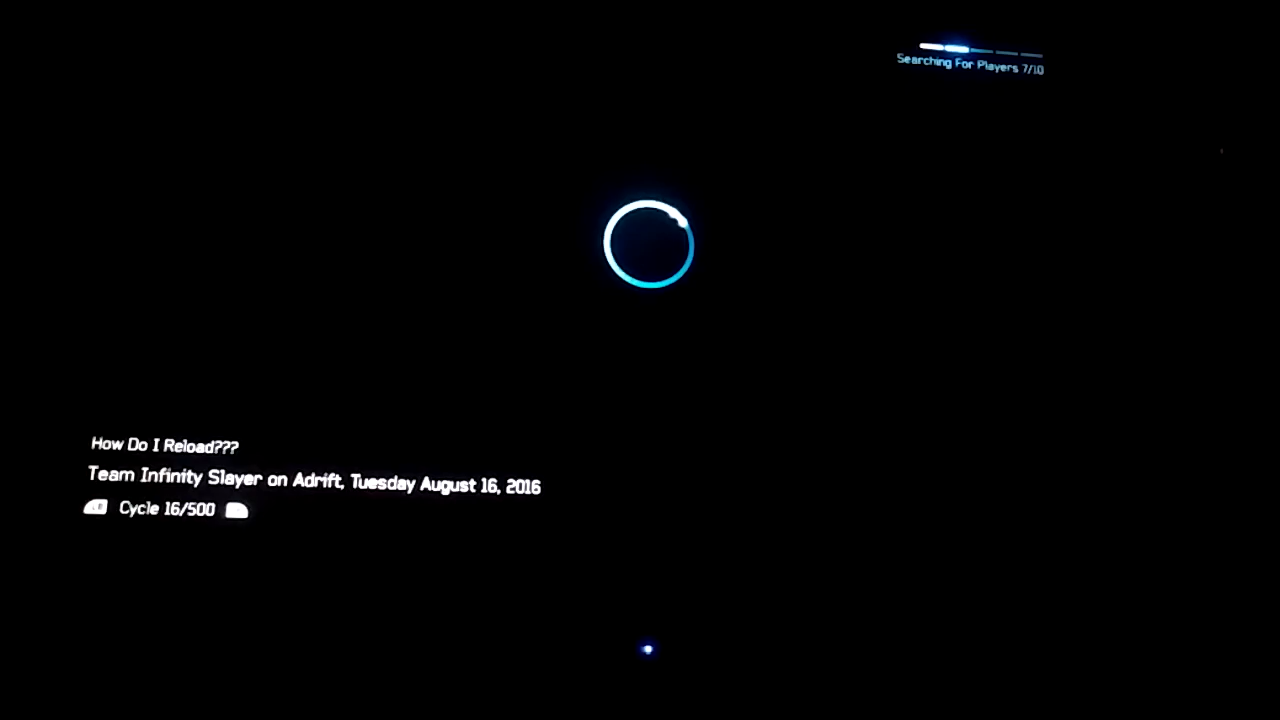 Searching For Players 7/10
How Do I Reload???
Team Infinity Slayer on Adrift, Tuesday August 16, 2016
Cycle 16/500